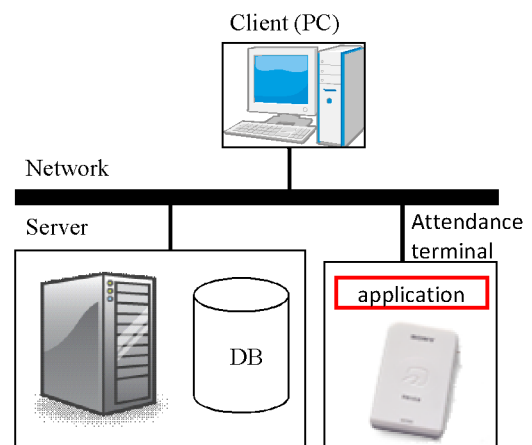 Client (PC)
Network
Server
Attendance
terminal
application
DB